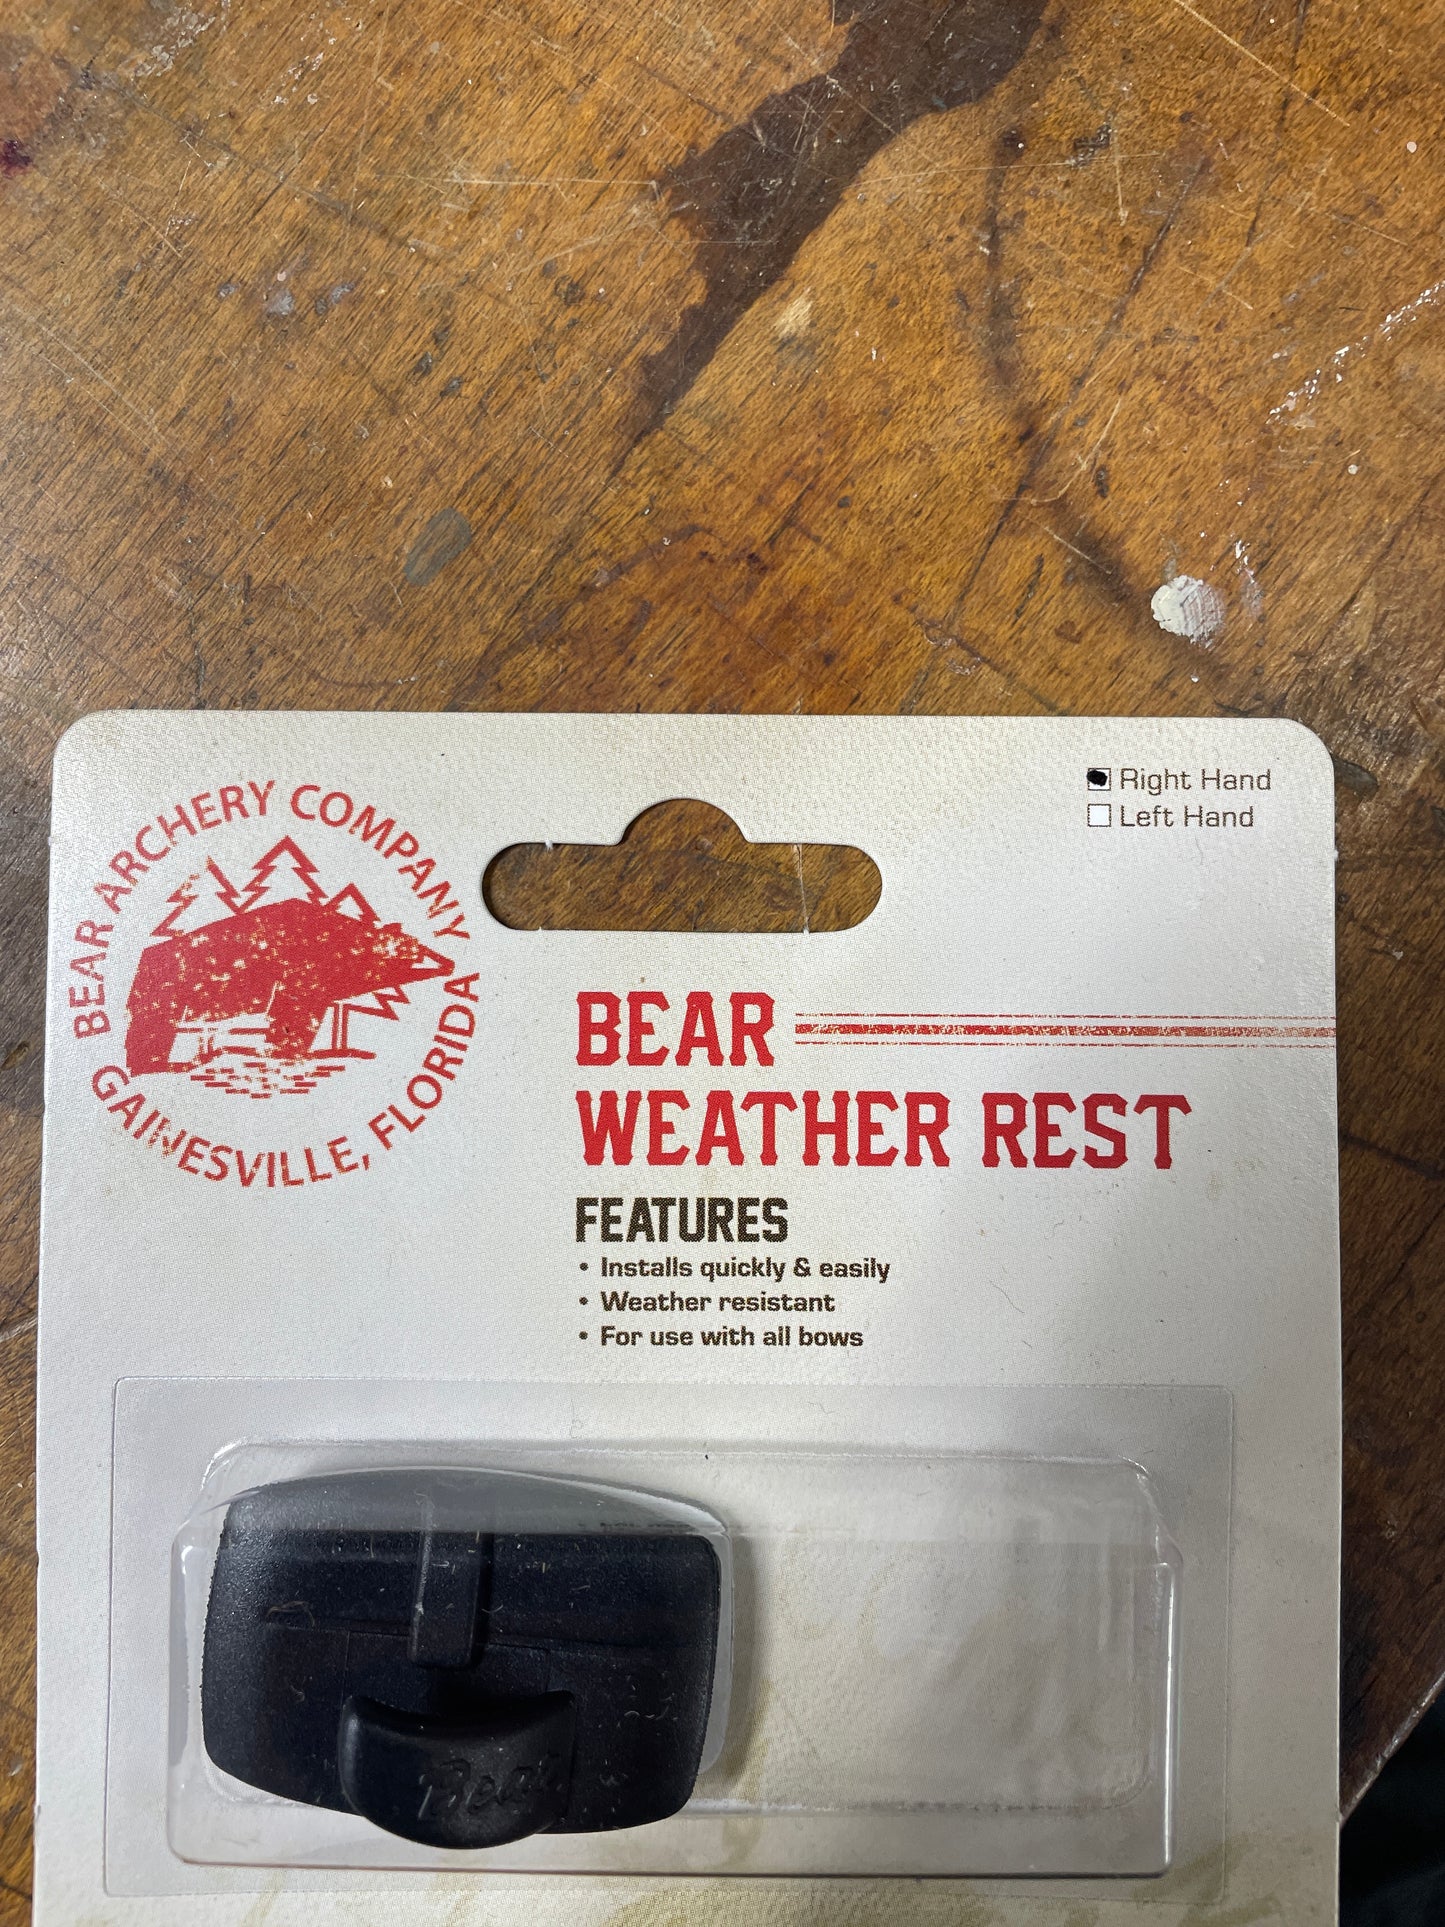 BEAR ARCHERY COMPANY
GAINESVILLE, FLORIDA
Right Hand
Left Hand
BEAR
WEATHER REST
FEATURES
• Installs quickly & easily
• Weather resistant
• For use with all bows
Bear